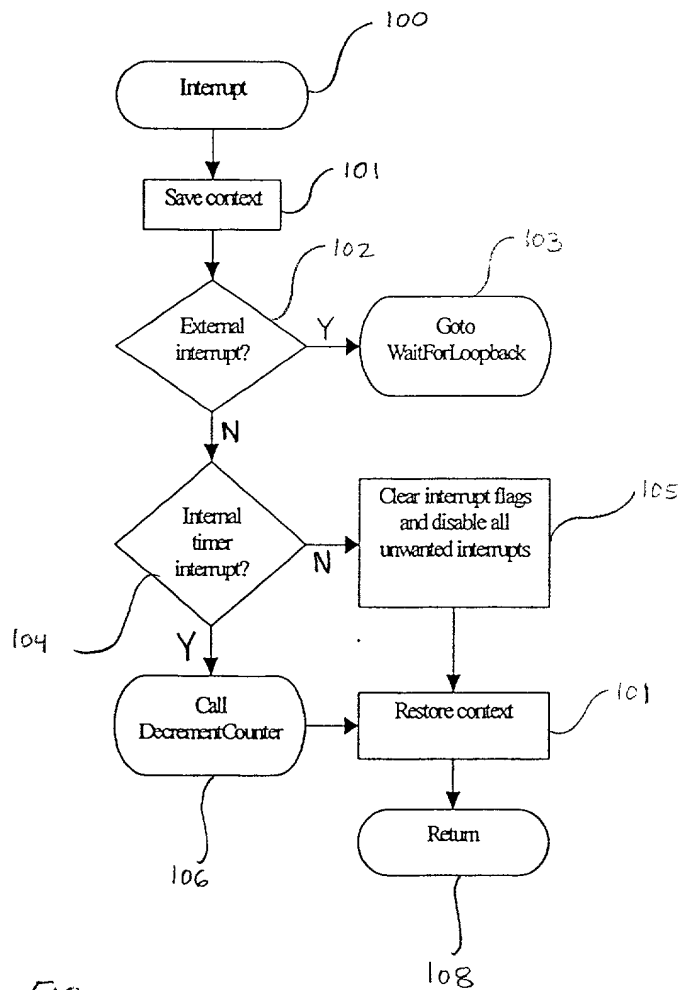 100
Interrupt
101
Save context
102
103
External
interrupt?
Y
Goto
WaitForLoopback
N
Internal
timer
interrupt?
N
Clear interrupt flags
and disable all
unwanted interrupts
105
104
Y
Call
DecrementCounter
Restore context
101
106
Return
108